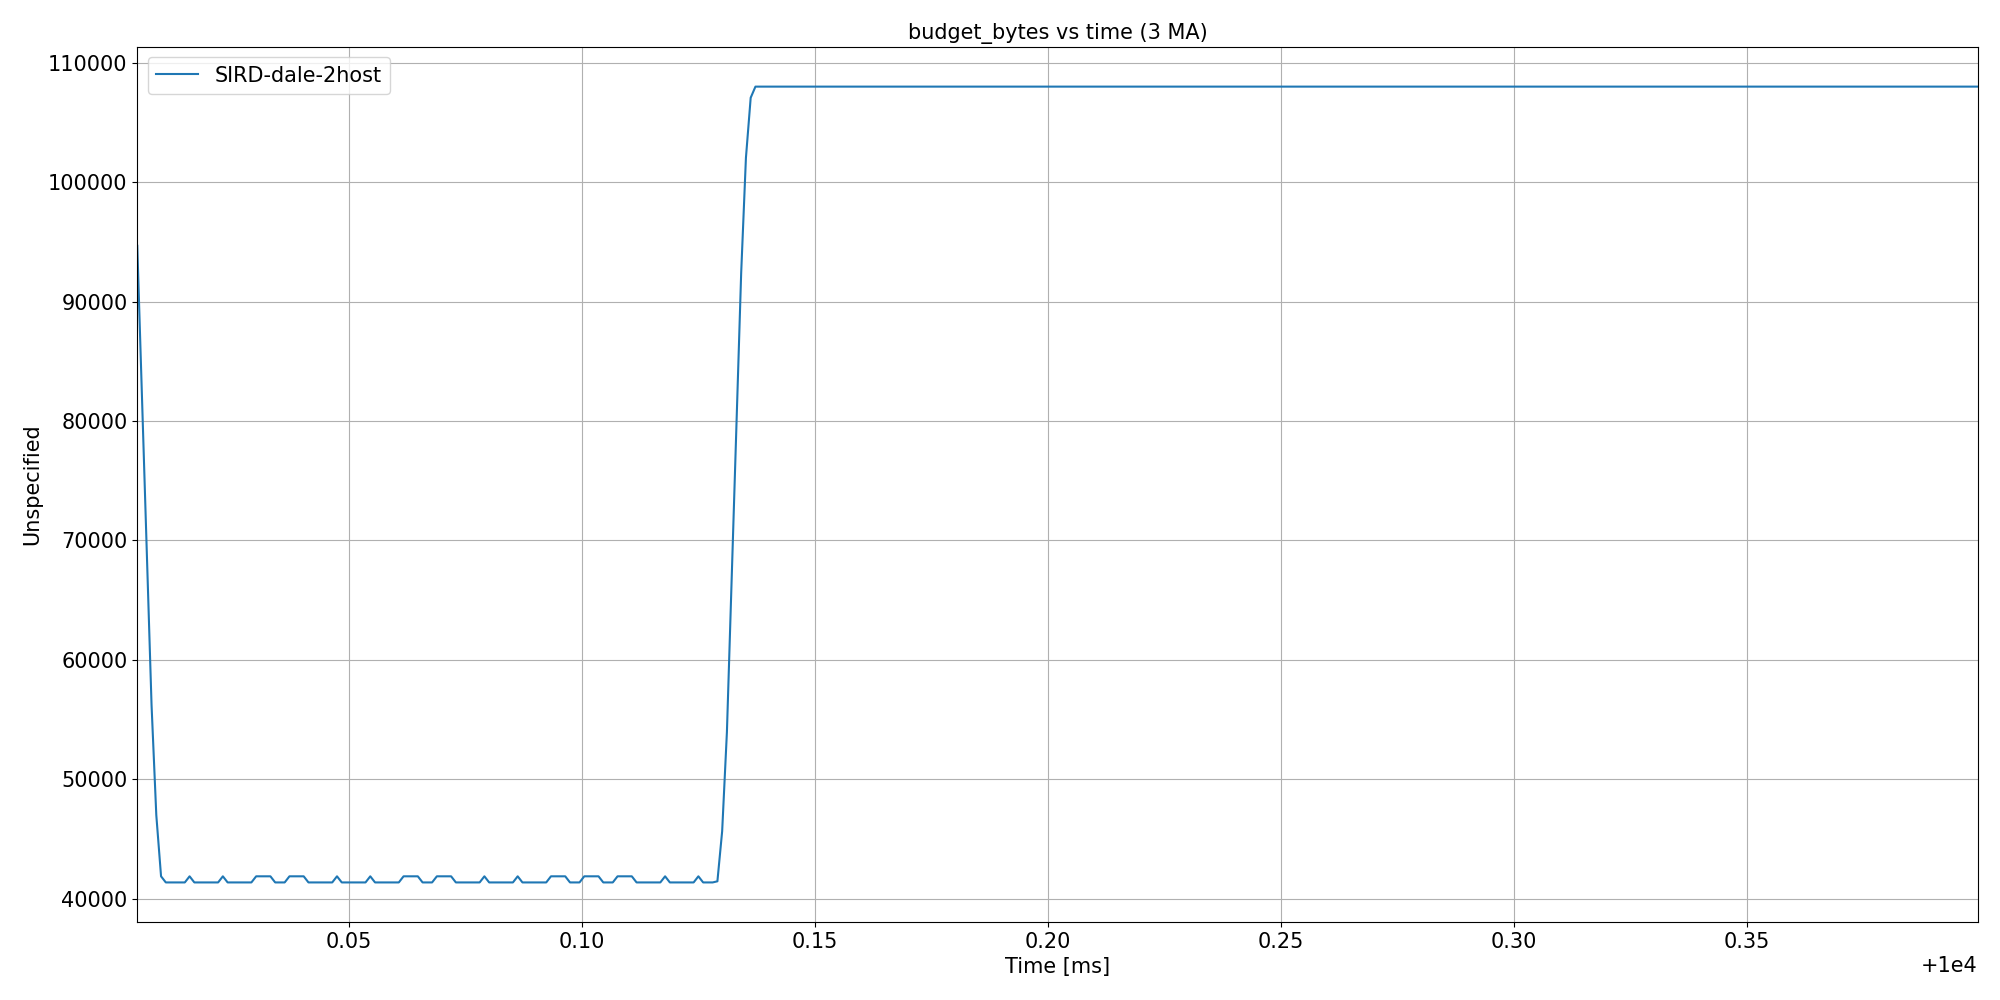 budget_bytes vs time (3 MA)
SIRD-dale-2host
110000
100000
90000
80000
70000
60000
50000
40000
Unspecified
0.05 0.10 0.15 0.20 0.25 0.30 0.35
Time [ms]
+1e4